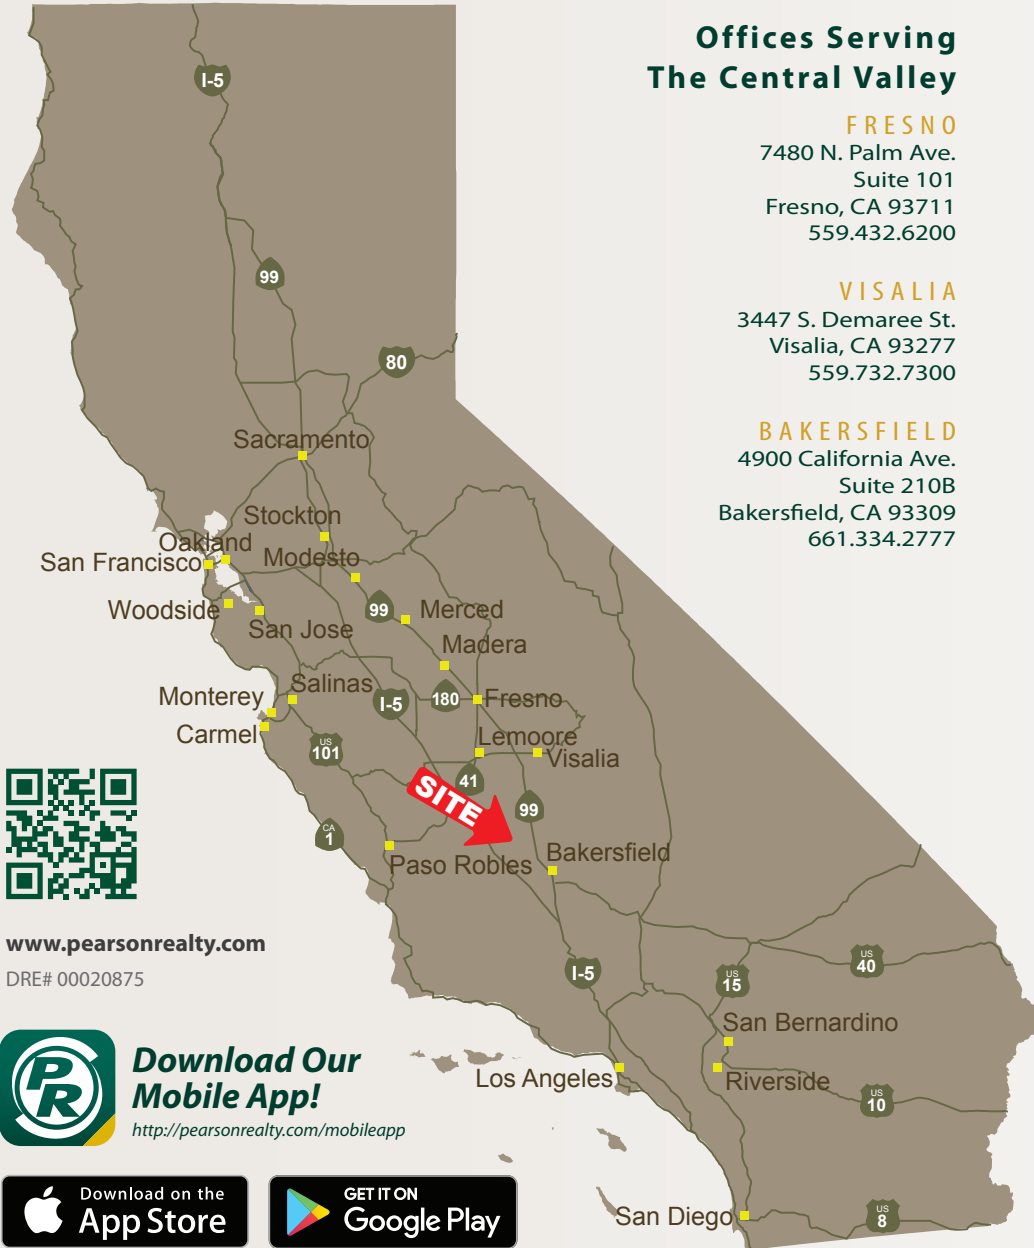 Offices Serving
The Central Valley
FRESNO
7480 N. Palm Ave.
Suite 101
Fresno, CA 93711
559.432.6200
VISALIA
3447 S. Demaree St.
Visalia, CA 93277
559.732.7300
BAKERSFIELD
4900 California Ave.
Suite 210B
Bakersfield, CA 93309
661.334.2777
I-5
99
80
Sacramento
Stockton
Oakland
San Francisco
Modesto
Woodside
99
Merced
San Jose
Madera
Monterey
Salinas
I-5
180
Fresno
Carmel
US
101
Lemoore
Visalia
41
SITE
99
CA
1
Paso Robles
Bakersfield
I-5
US
15
US
40
San Bernardino
Los Angeles
Riverside
US
10
San Diego
US
8
www.pearsonrealty.com
DRE# 00020875
PR
Download Our
Mobile App!
http://pearsonrealty.com/mobileapp
Download on the
App Store
GET IT ON
Google Play